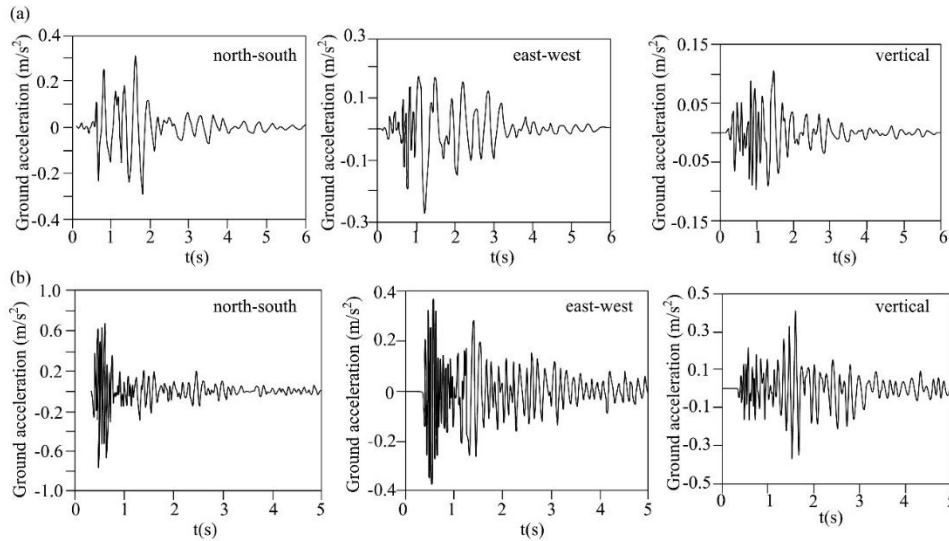 (a)
north-south
Ground acceleration (m/s²)
0.4
0.2
0
-0.2
-0.4
0 1 2 3 4 5 6
t(s)
east-west
Ground acceleration (m/s²)
0.3
0.1
-0.1
-0.3
0 1 2 3 4 5 6
t(s)
vertical
Ground acceleration (m/s²)
0.15
0.05
-0.05
-0.15
0 1 2 3 4 5 6
t(s)
(b)
north-south
Ground acceleration (m/s²)
1.0
0.6
0.2
-0.2
-0.6
-1.0
0 1 2 3 4 5
t(s)
east-west
Ground acceleration (m/s²)
0.4
0.2
0
-0.2
-0.4
0 1 2 3 4 5
t(s)
vertical
Ground acceleration (m/s²)
0.5
0.3
0.1
-0.1
-0.3
-0.5
0 1 2 3 4 5
t(s)